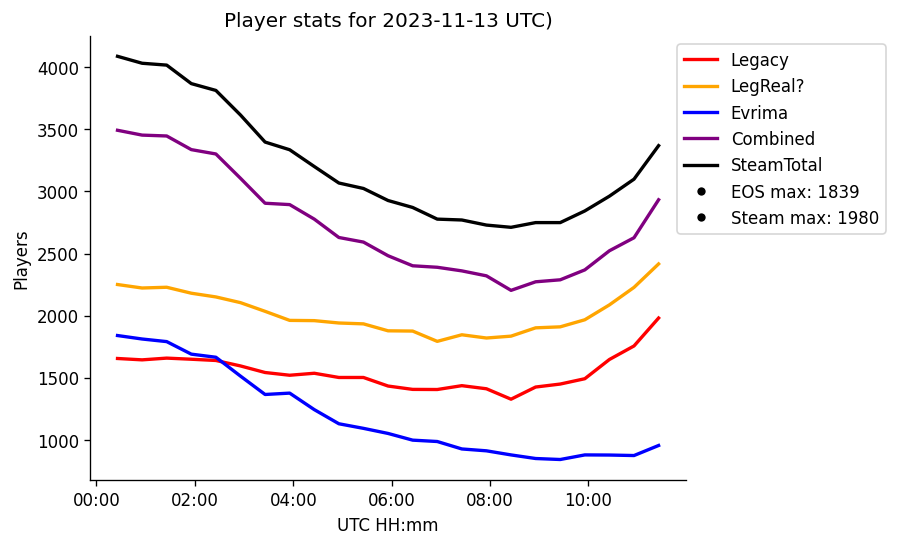 Player stats for 2023-11-13 UTC)
Legacy
LegReal?
Evrima
Combined
SteamTotal
EOS max: 1839
Steam max: 1980
Players
4000
3500
3000
2500
2000
1500
1000
00:00 02:00 04:00 06:00 08:00 10:00
UTC HH:mm